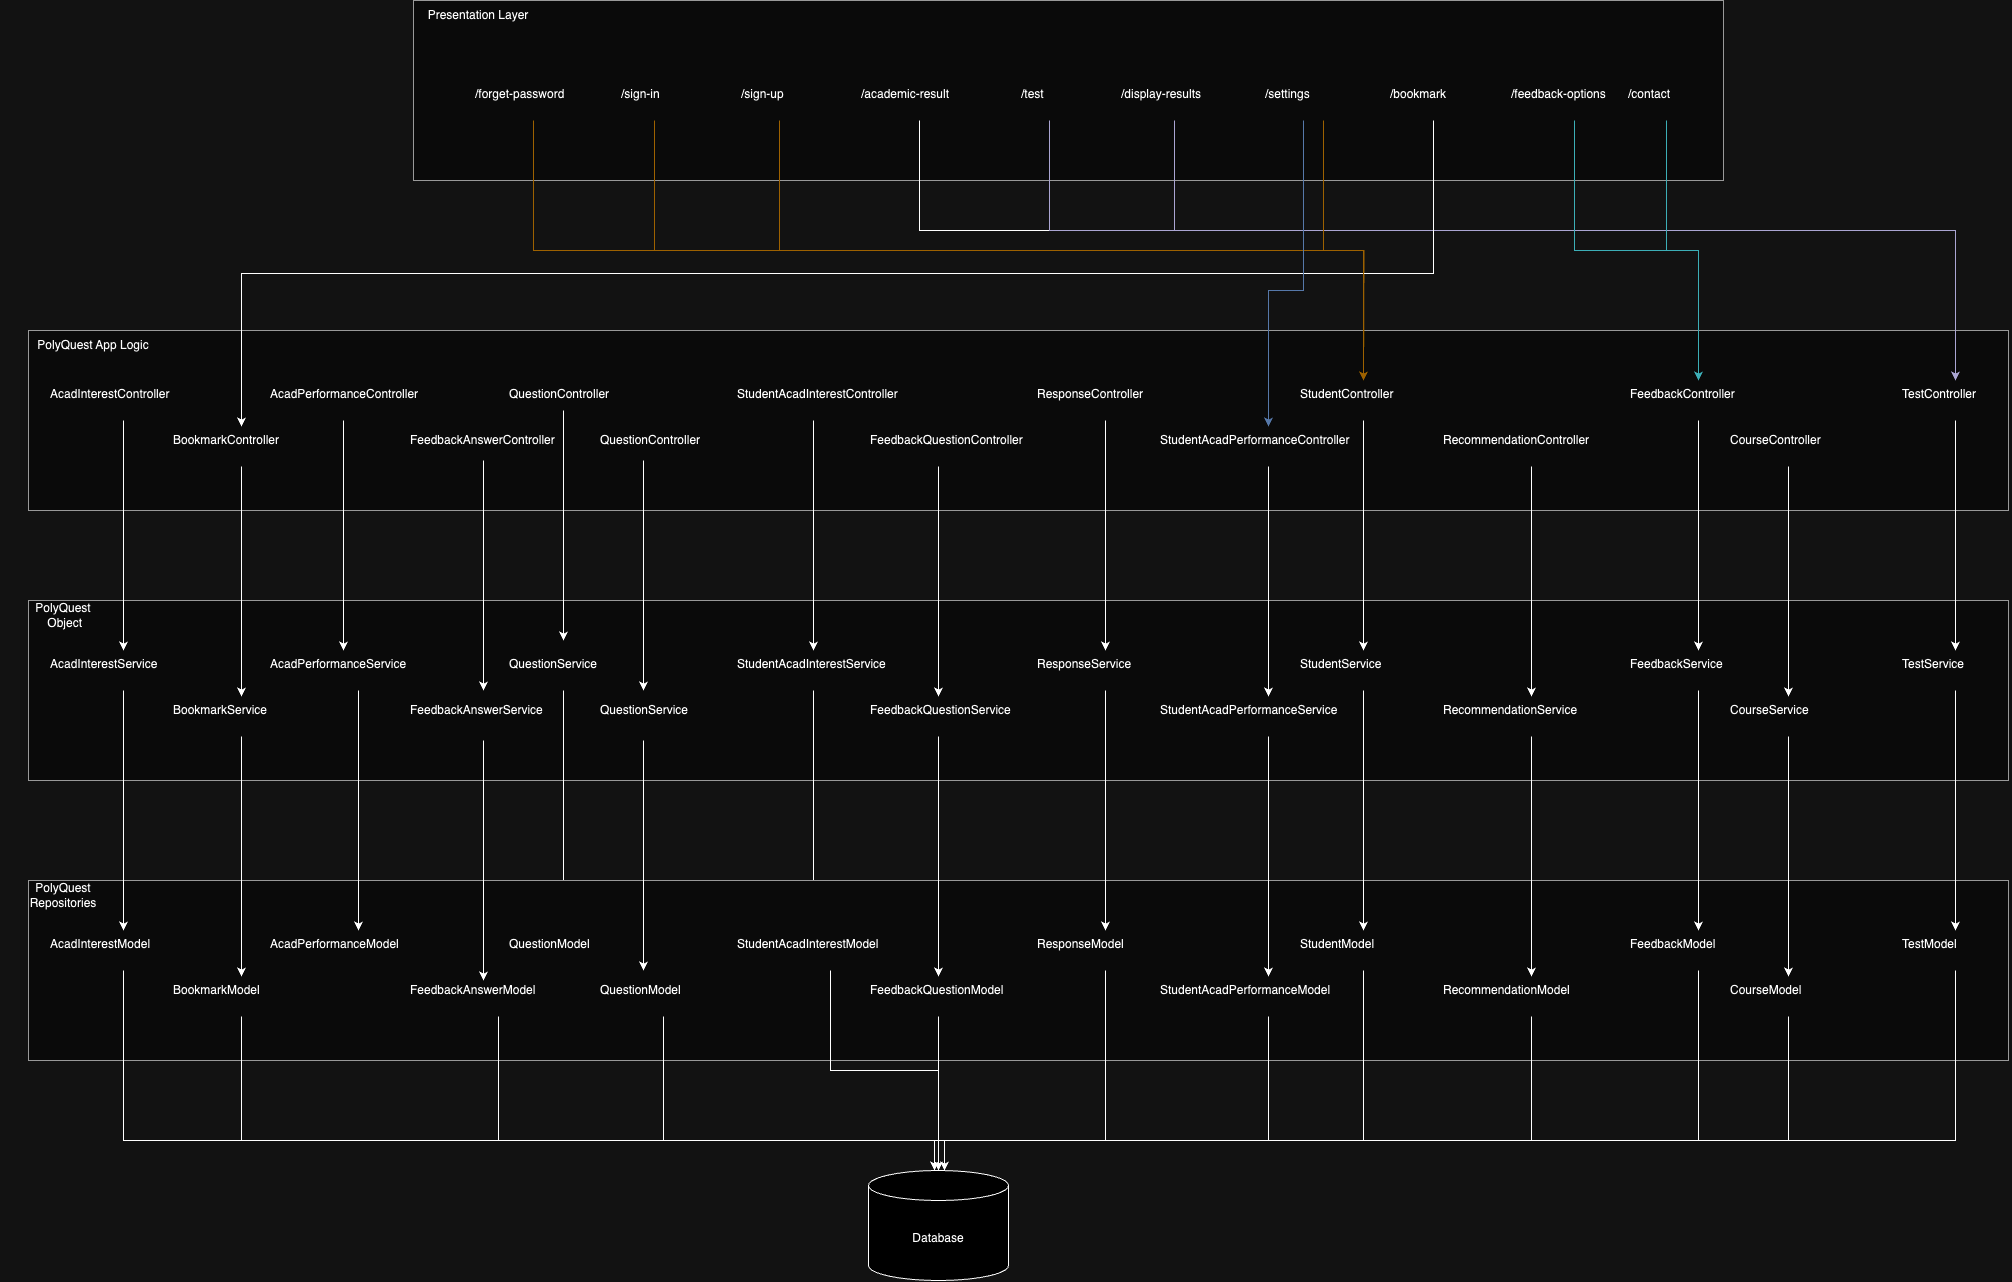 Presentation Layer
/forget-password
/sign-in
/sign-up
/academic-result
/test
/display-results
/settings
/bookmark
/feedback-options
/contact
PolyQuest App Logic
AcadInterestController
AcadPerformanceController
QuestionController
StudentAcadInterestController
ResponseController
StudentController
FeedbackController
TestController
BookmarkController
FeedbackAnswerController
QuestionController
FeedbackQuestionController
StudentAcadPerformanceController
RecommendationController
CourseController
PolyQuest
Object
AcadInterestService
AcadPerformanceService
QuestionService
StudentAcadInterestService
ResponseService
StudentService
FeedbackService
TestService
BookmarkService
FeedbackAnswerService
QuestionService
FeedbackQuestionService
StudentAcadPerformanceService
RecommendationService
CourseService
PolyQuest
Repositories
AcadInterestModel
AcadPerformanceModel
QuestionModel
StudentAcadInterestModel
ResponseModel
StudentModel
FeedbackModel
TestModel
BookmarkModel
FeedbackAnswerModel
QuestionModel
FeedbackQuestionModel
StudentAcadPerformanceModel
RecommendationModel
CourseModel
Database